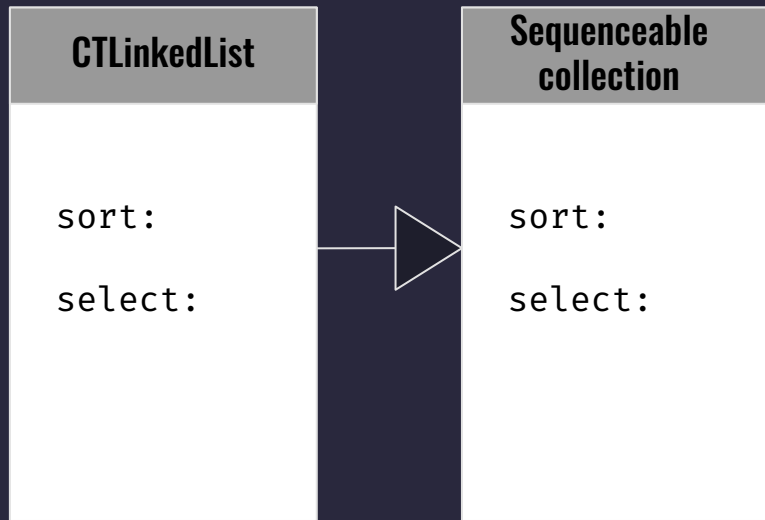 CTLinkedList
sort:
select:
Sequenceable
collection
sort:
select: